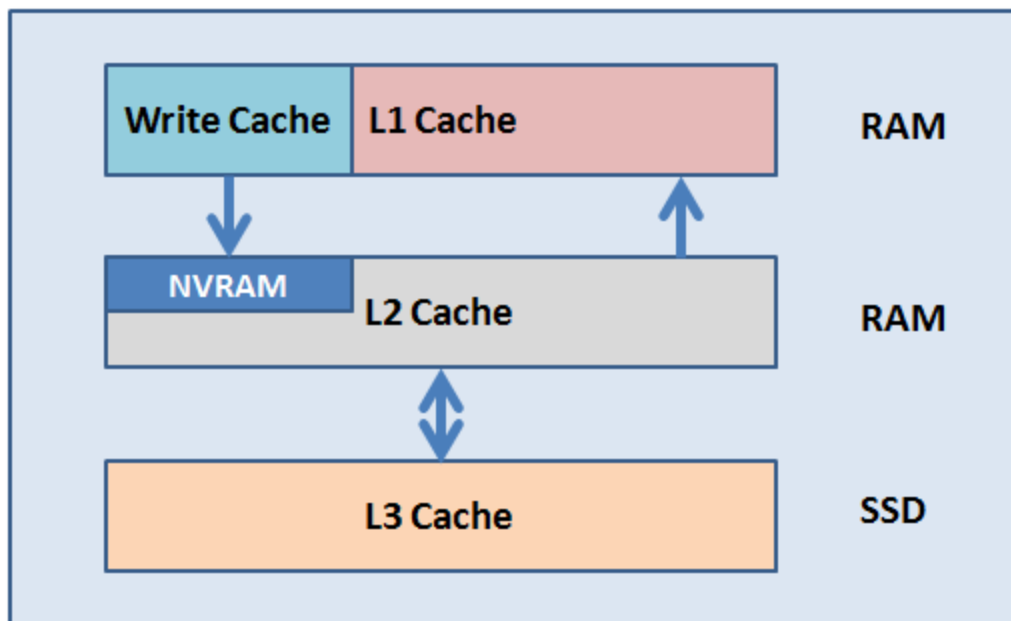 Write Cache
L1 Cache
RAM
NVRAM
L2 Cache
RAM
L3 Cache
SSD